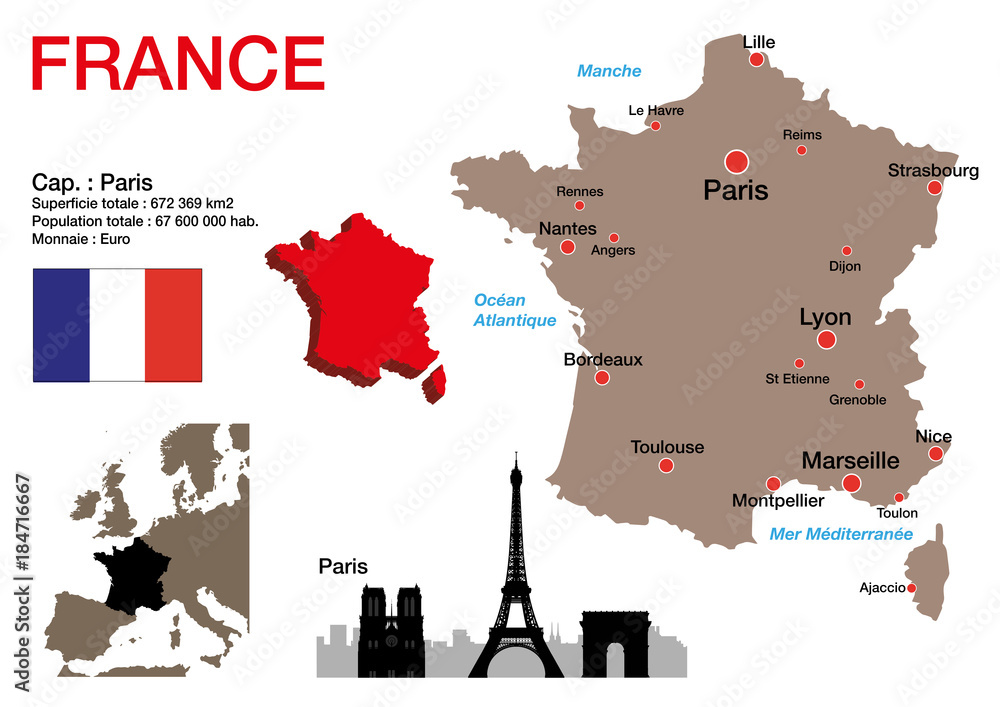 FRANCE
Cap. : Paris
Superficie totale : 672 369 km2
Population totale : 67 600 000 hab.
Monnaie : Euro
Manche
Océan
Atlantique
Mer Méditerranée
Lille
Le Havre
Reims
Paris
Strasbourg
Rennes
Nantes
Angers
Dijon
Lyon
Bordeaux
St Etienne
Grenoble
Toulouse
Marseille
Nice
Montpellier
Toulon
Ajaccio
Paris
Adobe Stock | #184716667
Adobe Stock